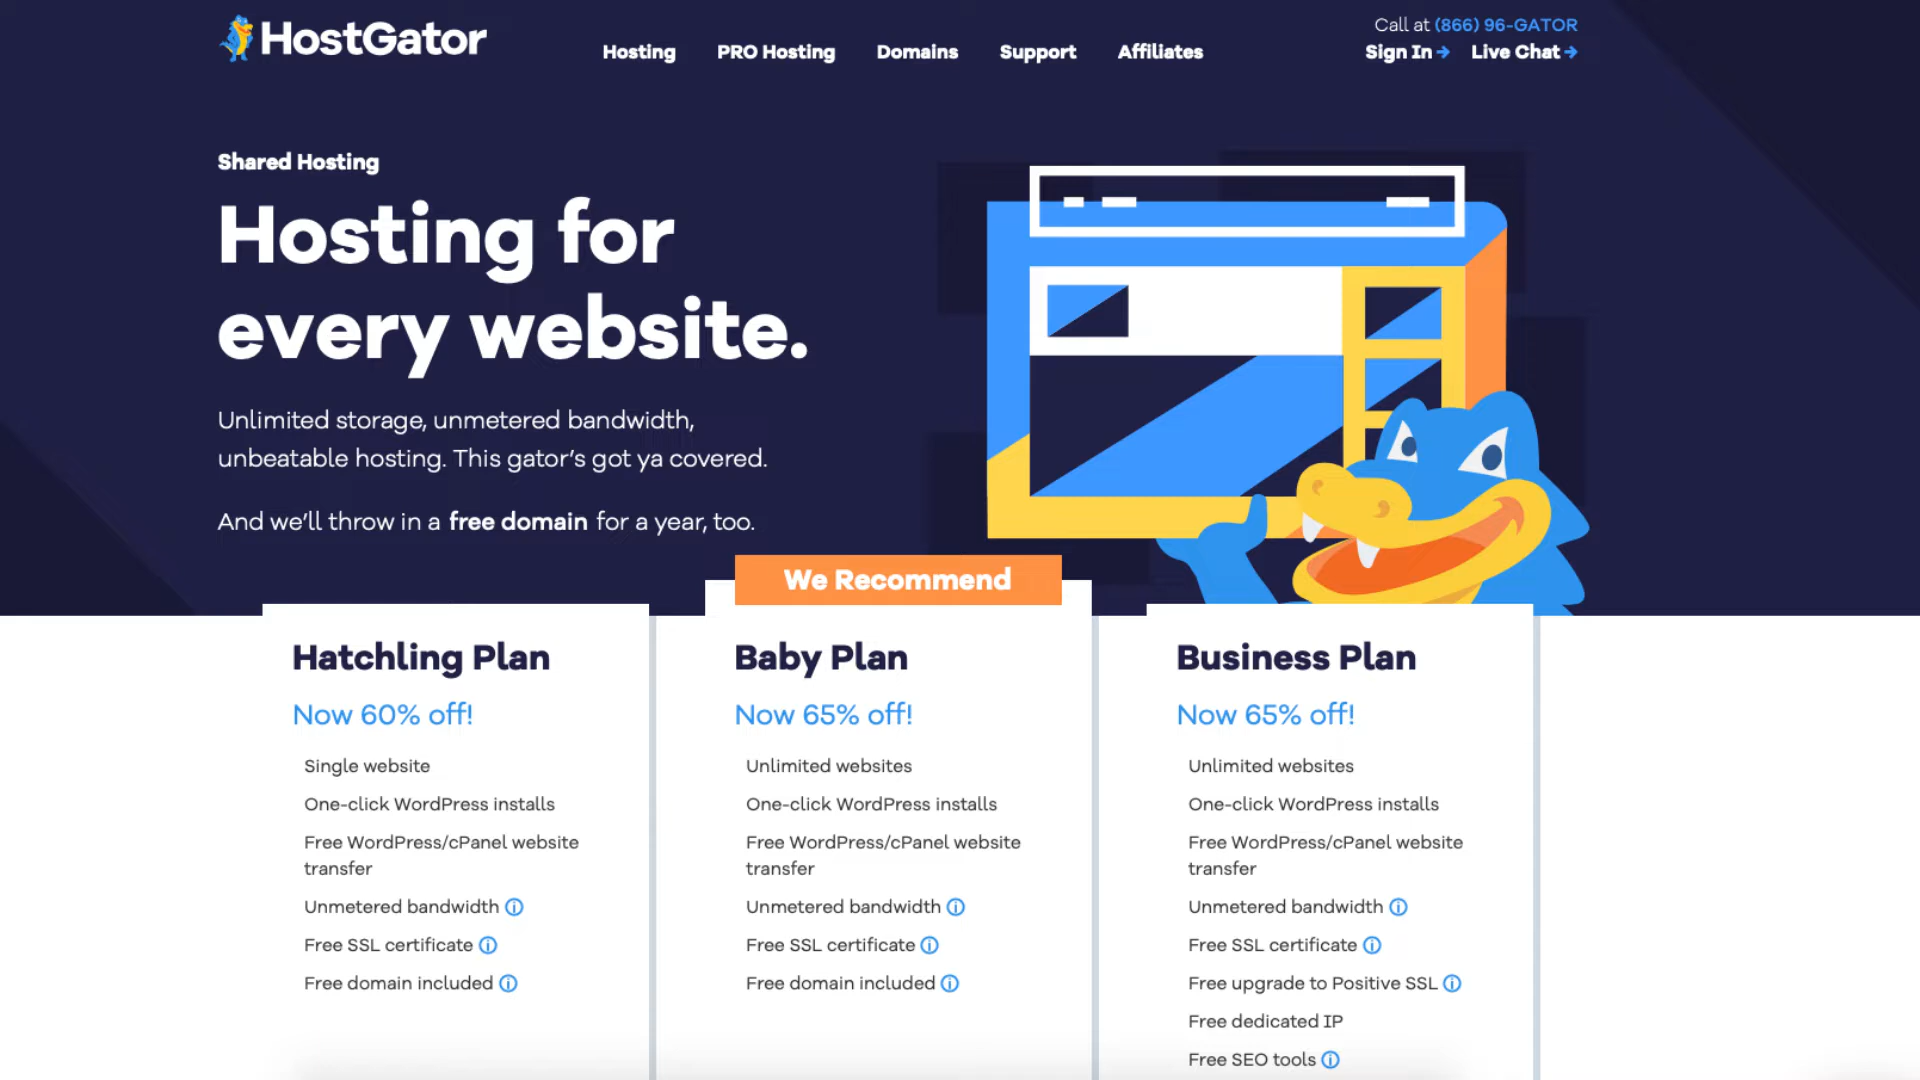 HostGator
Hosting
PRO Hosting
Domains
Support
Affiliates
Call at (866) 96-GATOR
Sign In
Live Chat
Shared Hosting
Hosting for
every website.
Unlimited storage, unmetered bandwidth,
unbeatable hosting. This gator's got ya covered.
And we'll throw in a free domain for a year, too.
Hatchling Plan
Now 60% off!
Single website
One-click WordPress installs
Free WordPress/cPanel website
transfer
Unmetered bandwidth
Free SSL certificate
Free domain included
We Recommend
Baby Plan
Now 65% off!
Unlimited websites
One-click WordPress installs
Free WordPress/cPanel website
transfer
Unmetered bandwidth
Free SSL certificate
Free domain included
Business Plan
Now 65% off!
Unlimited websites
One-click WordPress installs
Free WordPress/cPanel website
transfer
Unmetered bandwidth
Free SSL certificate
Free upgrade to Positive SSL
Free dedicated IP
Free SEO tools